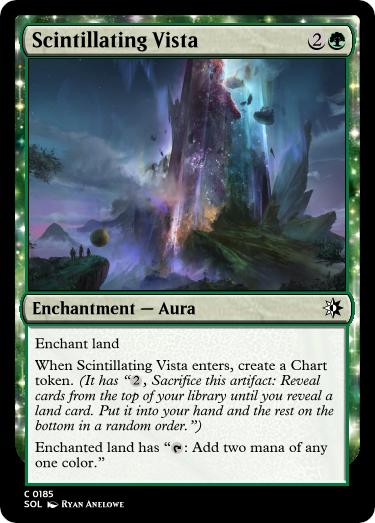 Scintillating Vista 2
Enchantment — Aura
Enchant land
When Scintillating Vista enters, create a Chart
token. (It has “2, Sacrifice this artifact: Reveal
cards from the top of your library until you reveal a
land card. Put it into your hand and the rest on the
bottom in a random order.”)
Enchanted land has “: Add two mana of any
one color.”
C 0185
SOL Ryan Anelowe